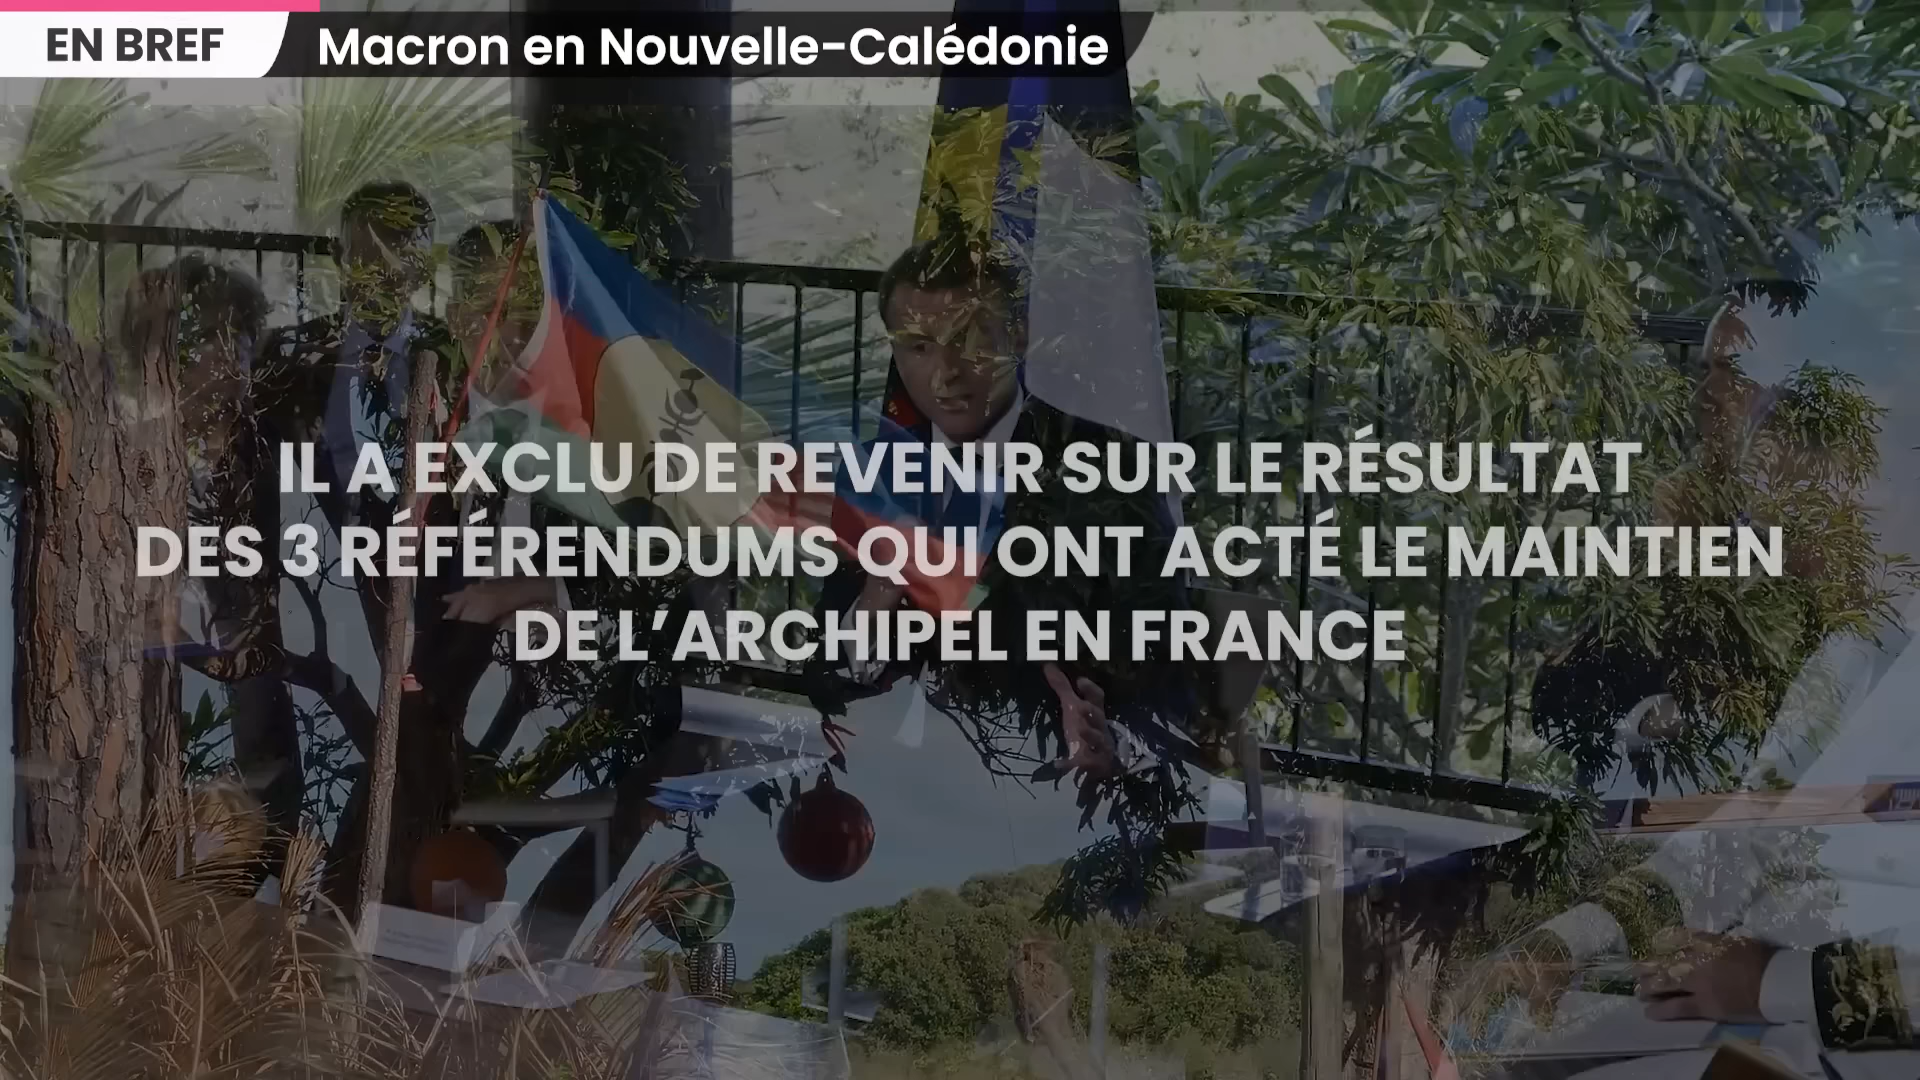 EN BREF
Macron en Nouvelle-Calédonie
IL A EXCLU DE REVENIR SUR LE RÉSULTAT
DES 3 RÉFÉRENDUMS QUI ONT ACTÉ LE MAINTIEN
DE L’ARCHIPEL EN FRANCE